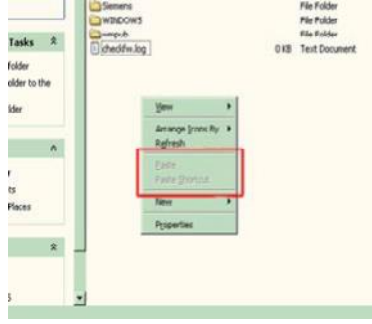 Siemens File Folder
WINDOWS File Folder
wmpub File Folder
Tasks
checkfw.log 0 KB Text Document
folder
older to the
lder
View
Arrange Icons By
Refresh
Paste
Paste Shortcut
New
Properties
r
ts
Places
S